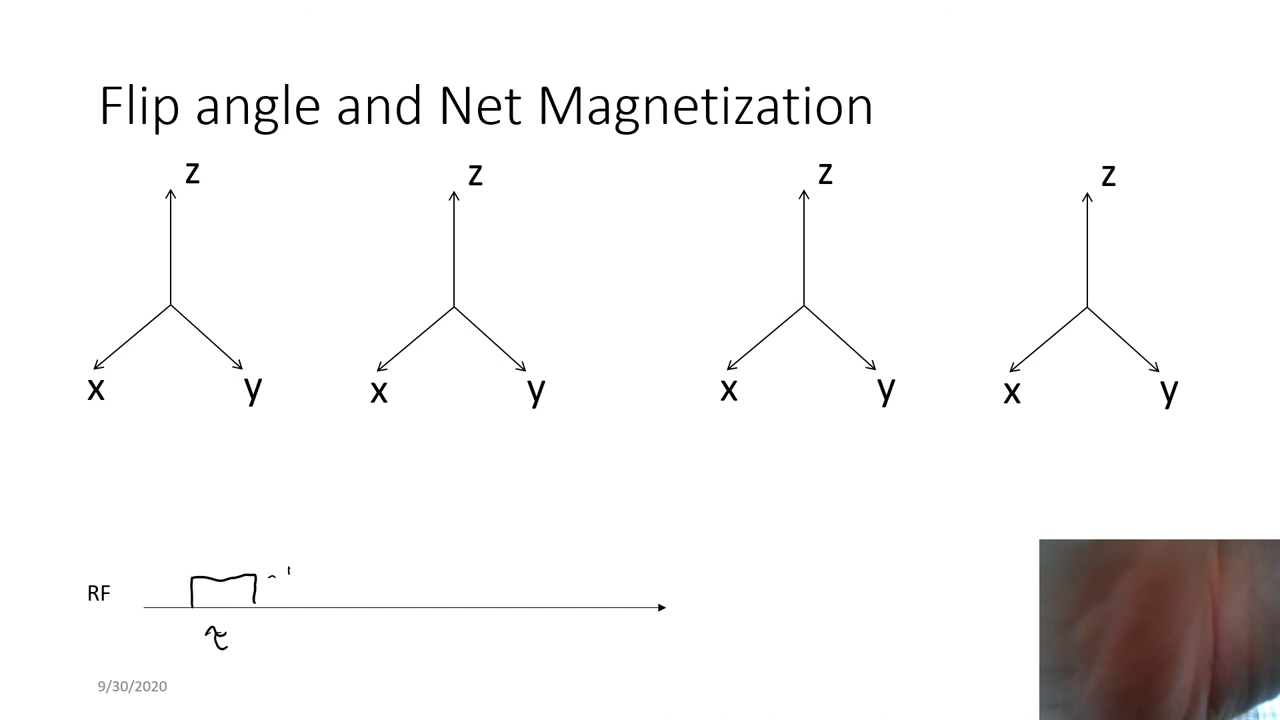 Flip angle and Net Magnetization
z z z z
x y x y x y x y
RF
τ
9/30/2020